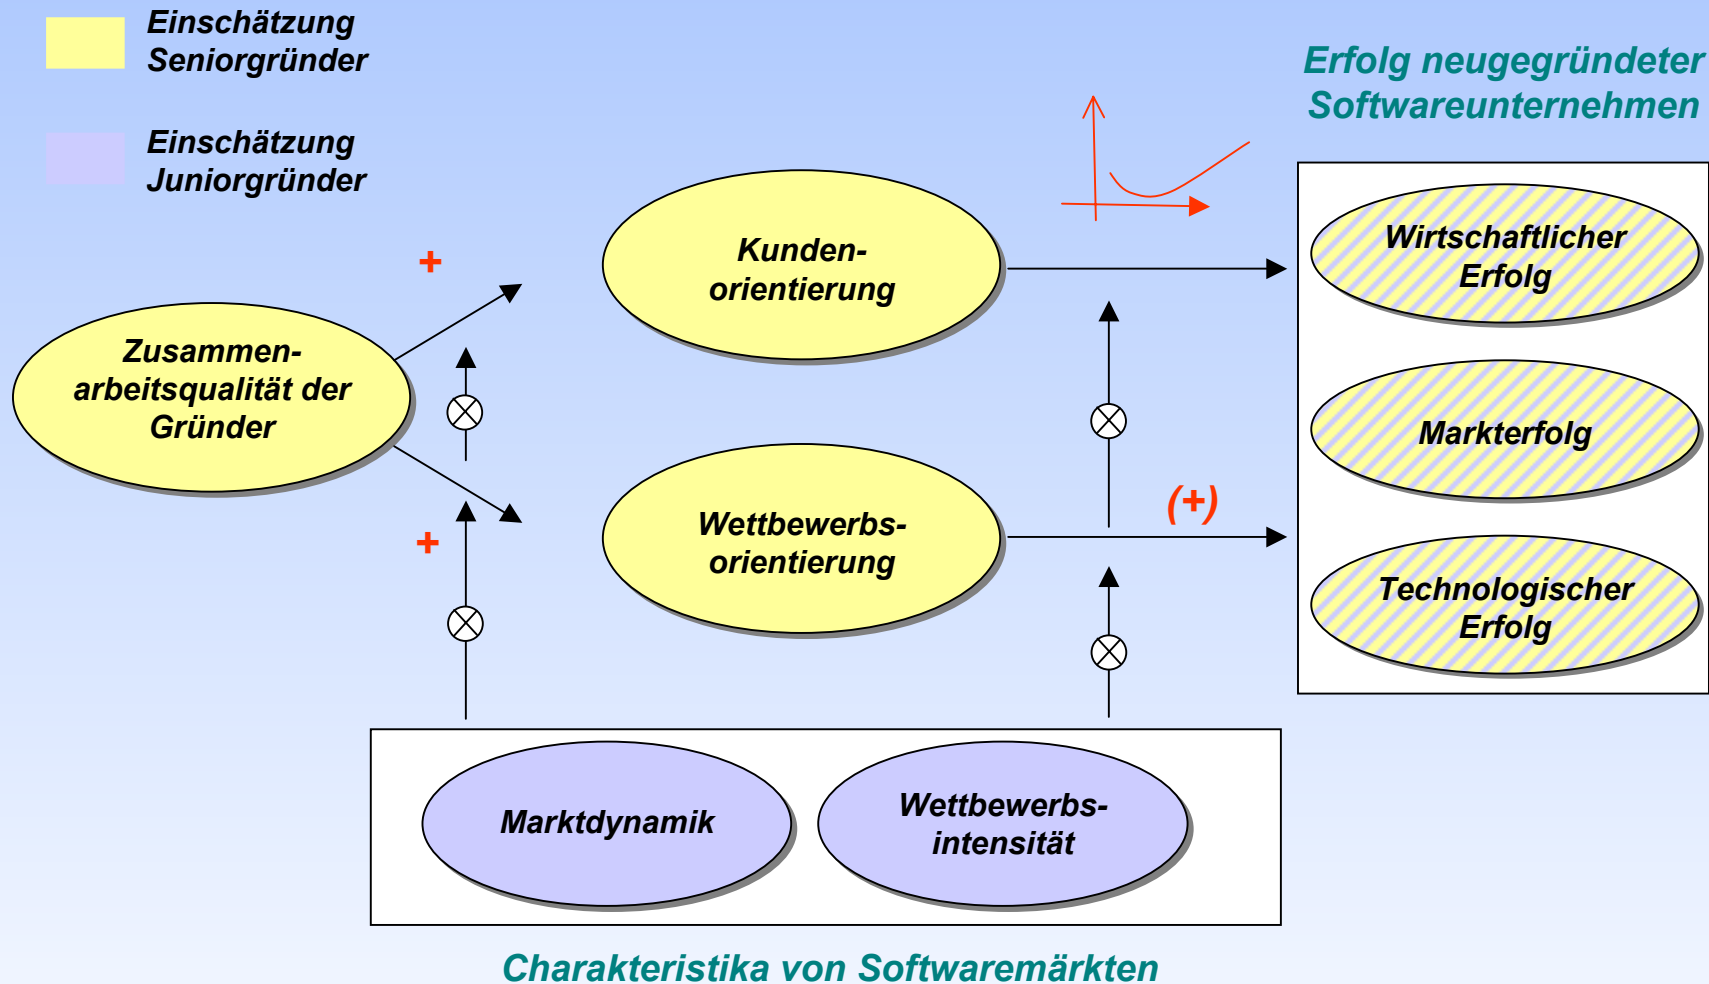 Einschätzung
Seniorgründer
Einschätzung
Juniorgründer
Erfolg neugegründeter
Softwareunternehmen
+
Kunden-
orientierung
Wirtschaftlicher
Erfolg
Zusammen-
arbeitsqualität der
Gründer
Markterfolg
+
Wettbewerbs-
orientierung
(+)
Technologischer
Erfolg
Marktdynamik
Wettbewerbs-
intensität
Charakteristika von Softwaremärkten